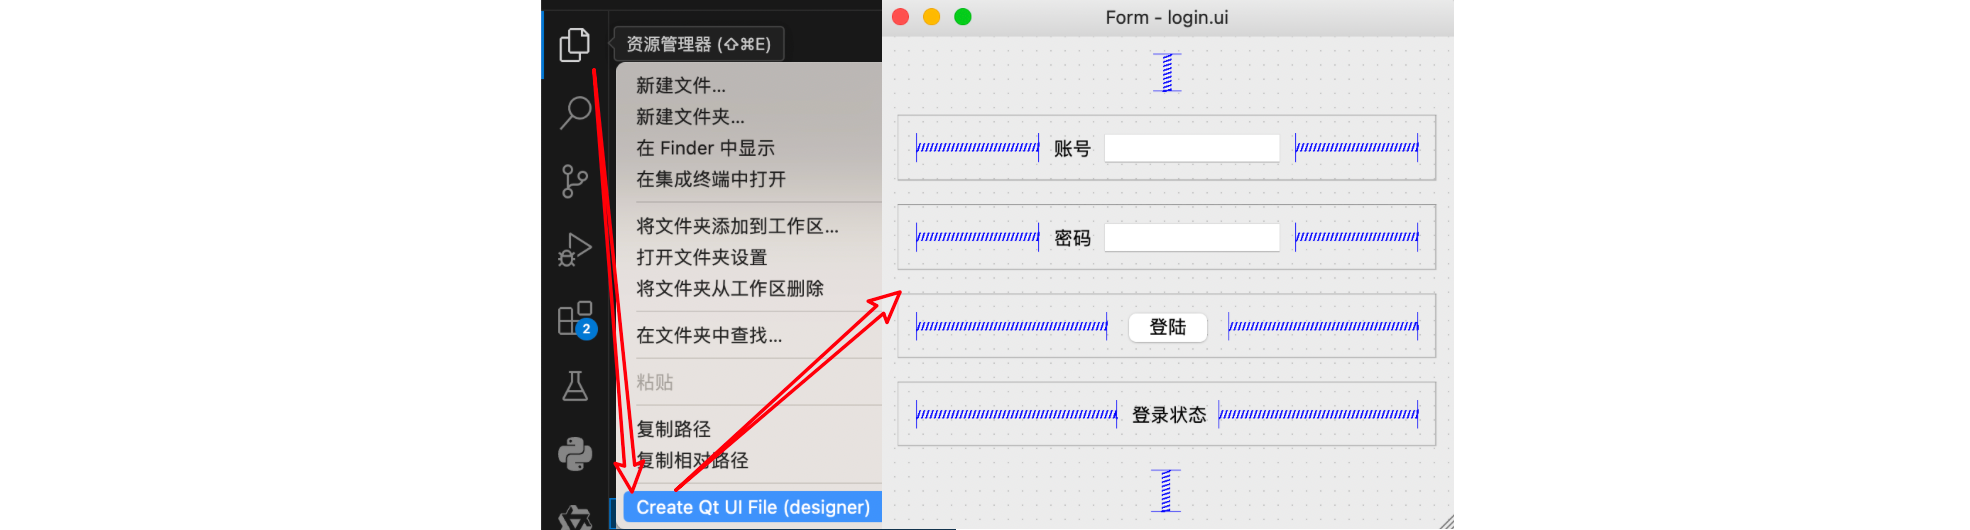 资源管理器 (⇧⌘E)
新建文件...
新建文件夹...
在 Finder 中显示
在集成终端中打开
将文件夹添加到工作区...
打开文件夹设置
将文件夹从工作区删除
在文件夹中查找...
粘贴
复制路径
复制相对路径
Create Qt UI File (designer)
2
Form - login.ui
账号
密码
登陆
登录状态